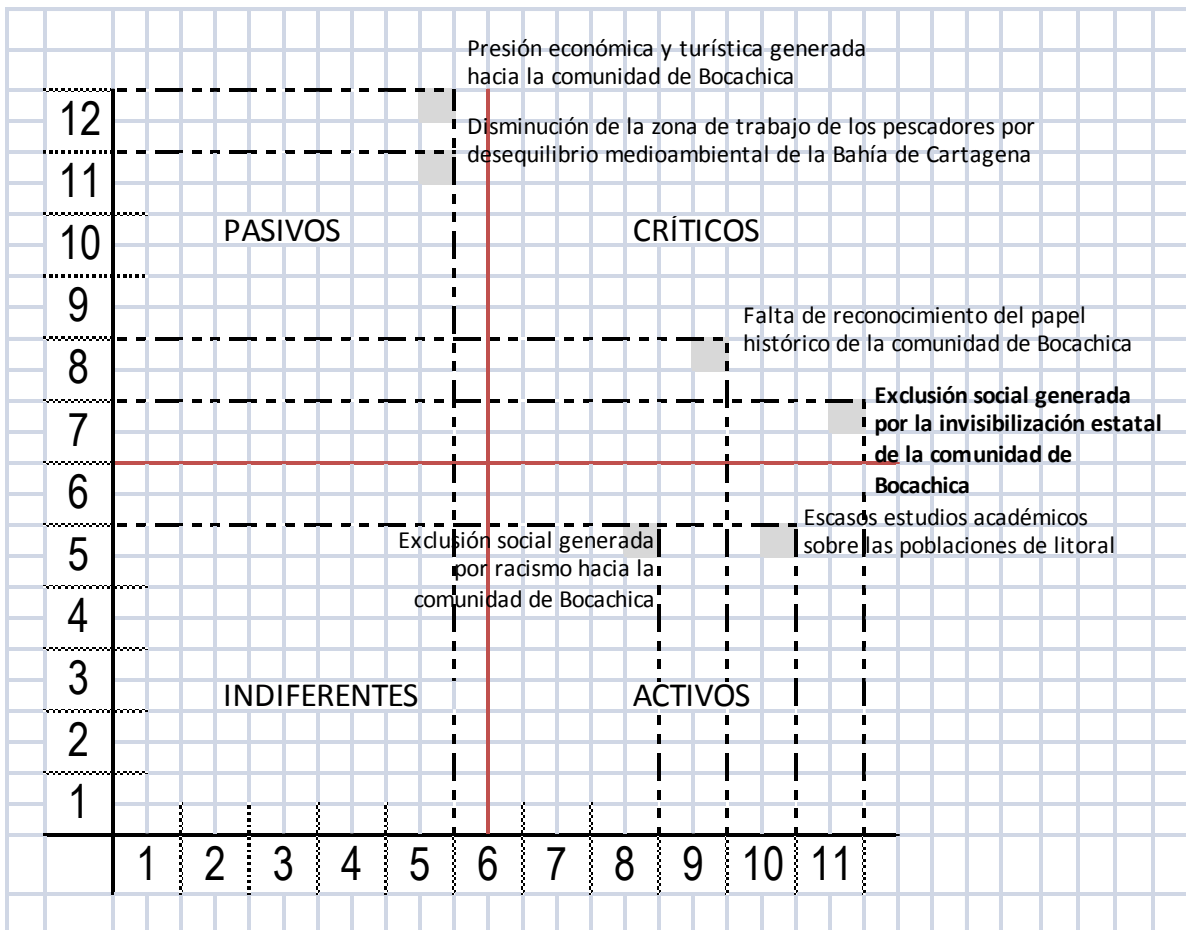 Presión económica y turística generada
hacia la comunidad de Bocachica
12
Disminución de la zona de trabajo de los pescadores por
desequilibrio medioambiental de la Bahía de Cartagena
11
10
PASIVOS
CRÍTICOS
9
Falta de reconocimiento del papel
histórico de la comunidad de Bocachica
8
7
Exclusión social generada
por la invisibilización estatal
de la comunidad de
Bocachica
6
Escasos estudios académicos
sobre las poblaciones de litoral
5
Exclusión social generada
por racismo hacia la
comunidad de Bocachica
4
3
INDIFERENTES
ACTIVOS
2
1
1 2 3 4 5 6 7 8 9 10 11